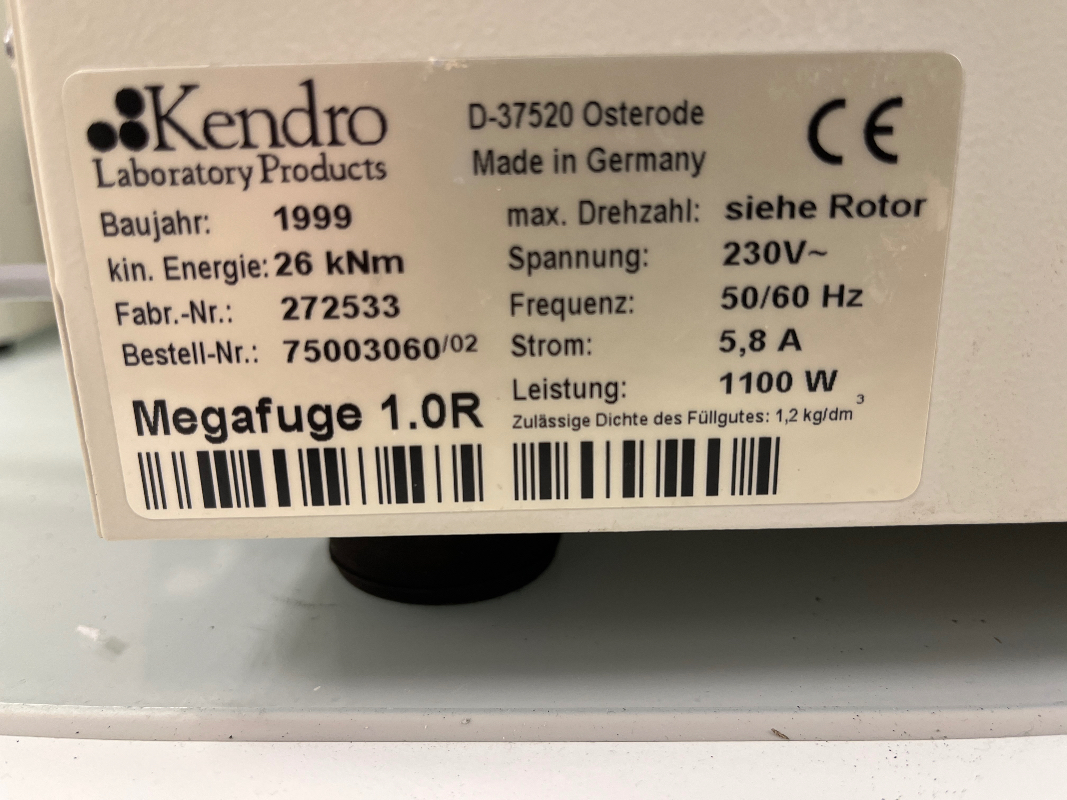 Kendro
Laboratory Products
D-37520 Osterode
Made in Germany
CE
Baujahr: 1999
kin. Energie: 26 kNm
Fabr.-Nr.: 272533
Bestell-Nr.: 75003060/02
Megafuge 1.0R
max. Drehzahl: siehe Rotor
Spannung: 230V~
Frequenz: 50/60 Hz
Strom: 5,8 A
Leistung: 1100 W
Zulässige Dichte des Füllgutes: 1,2 kg/dm³